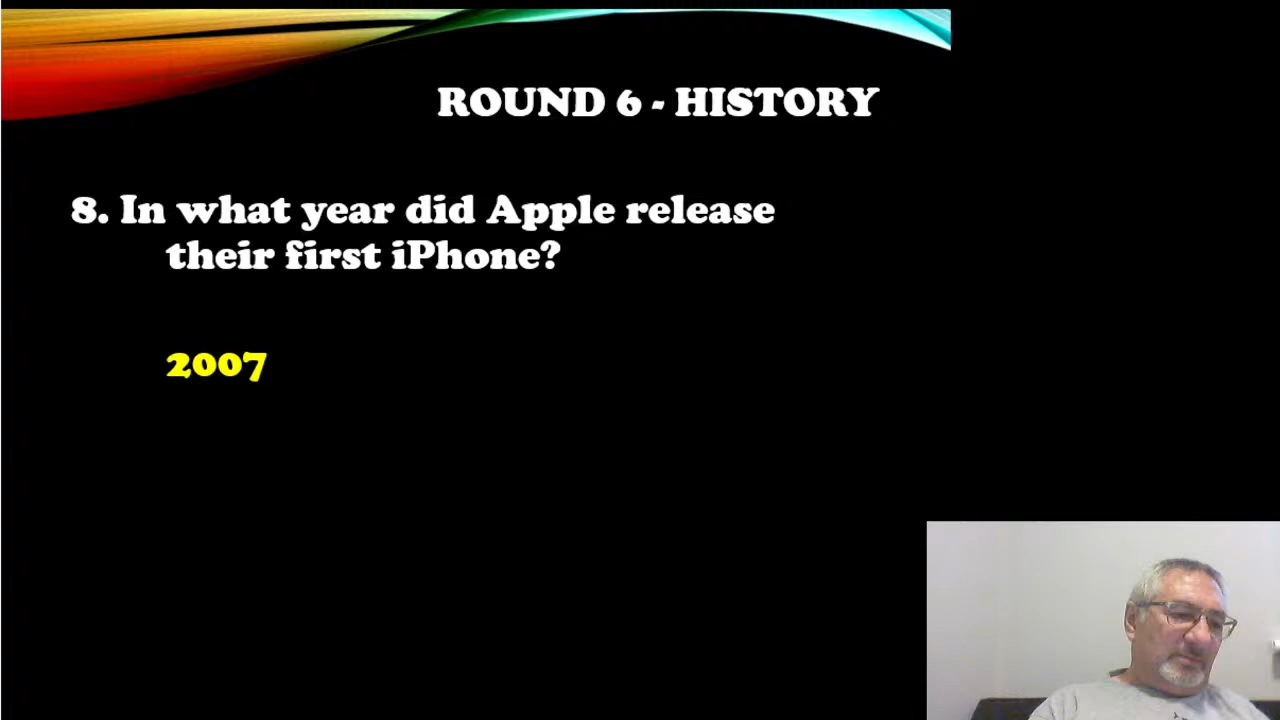 ROUND 6 - HISTORY
8. In what year did Apple release
their first iPhone?
2007